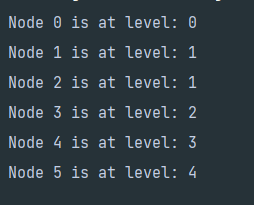 Node 0 is at level: 0
Node 1 is at level: 1
Node 2 is at level: 1
Node 3 is at level: 2
Node 4 is at level: 3
Node 5 is at level: 4